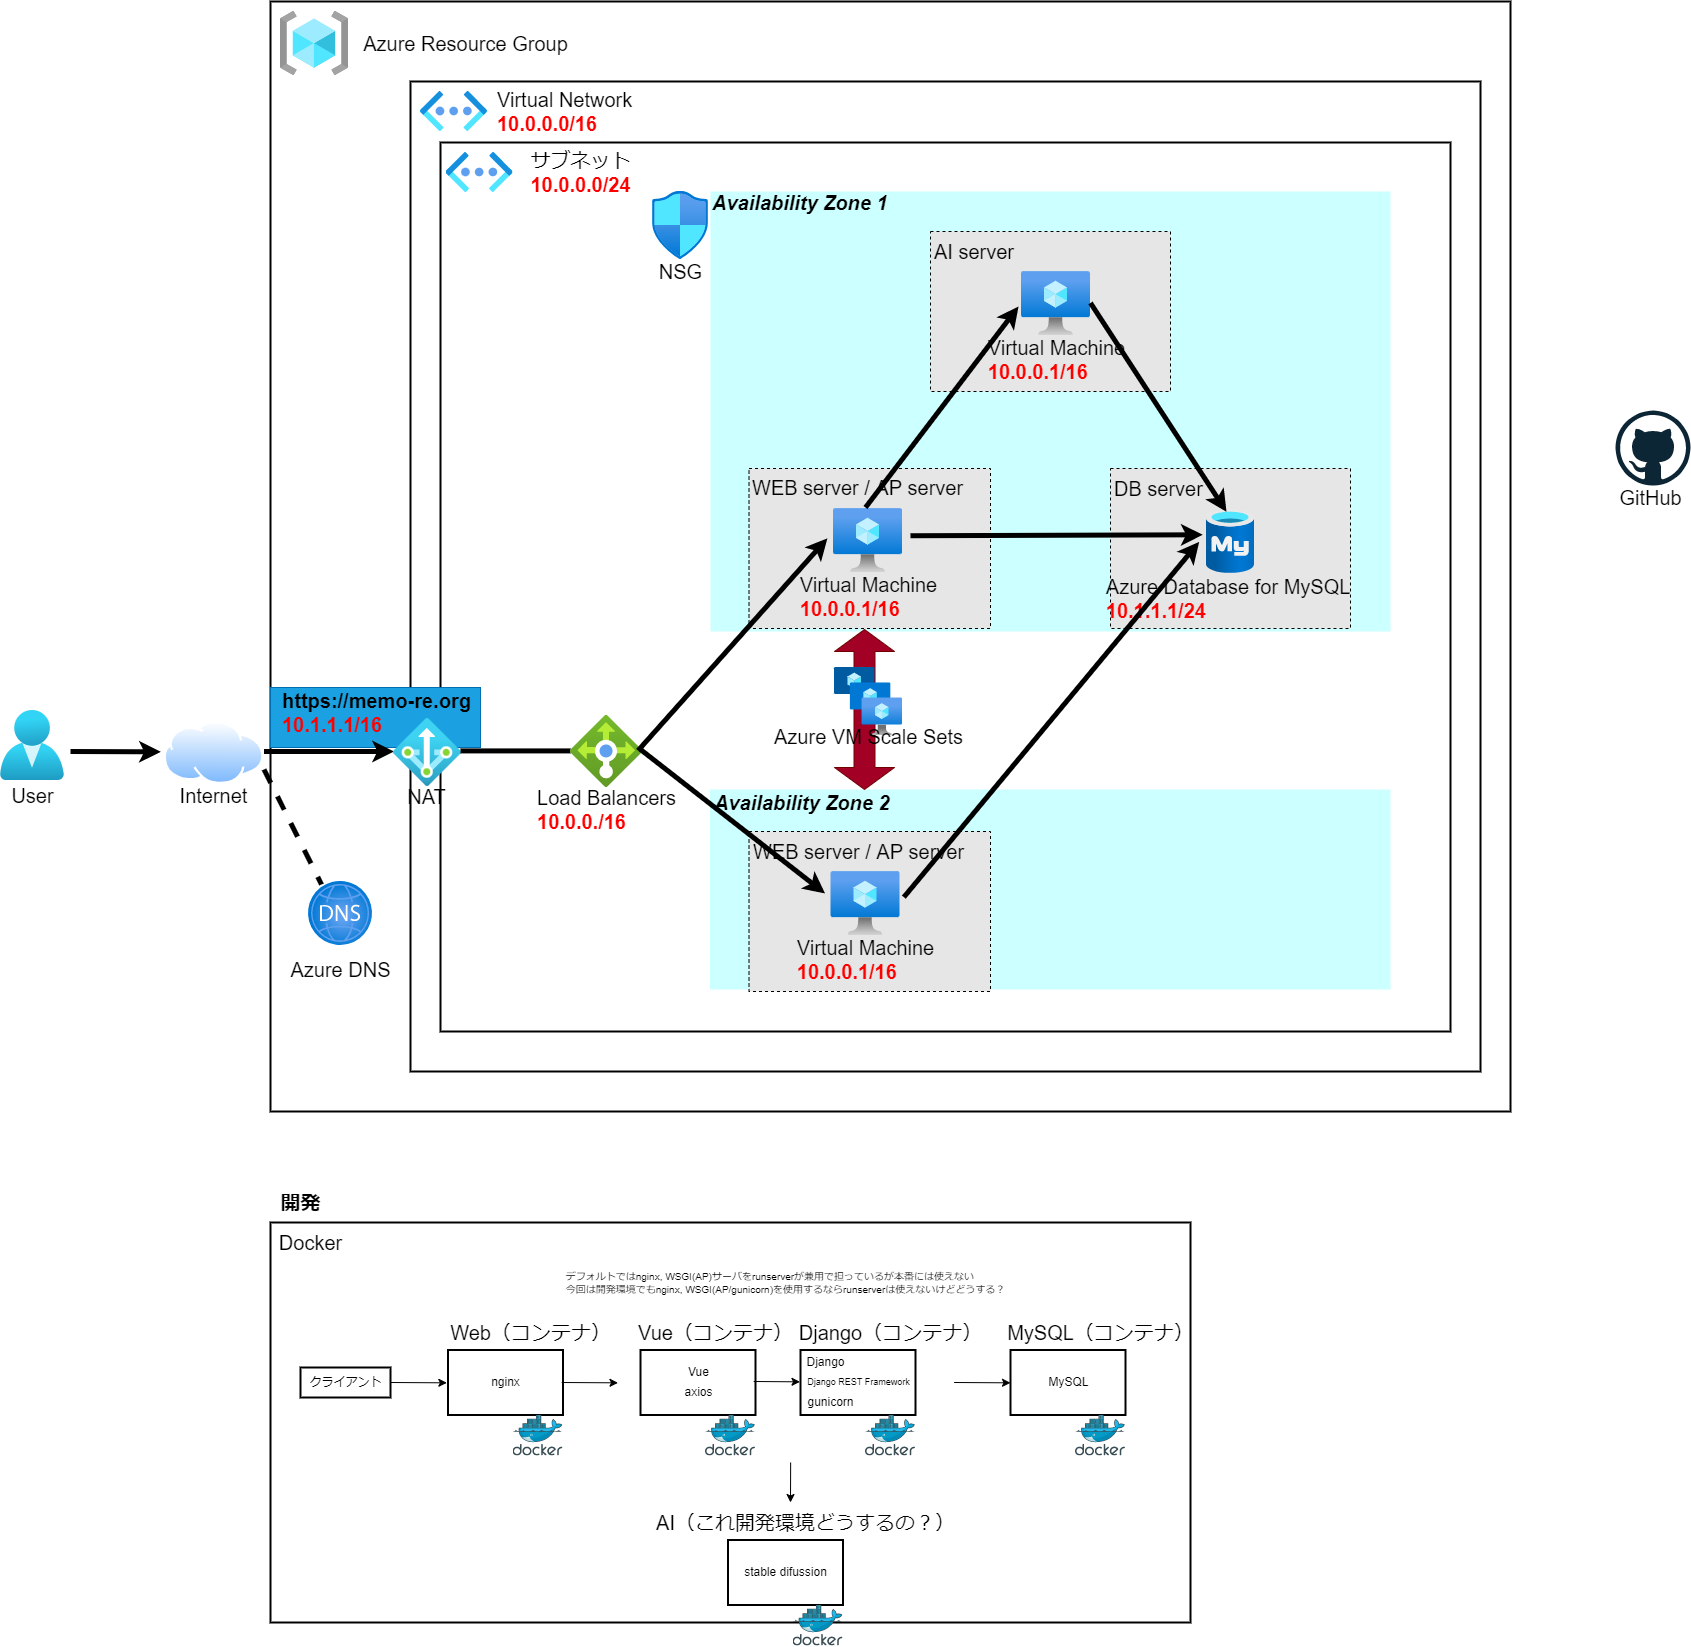 Azure Resource Group
Virtual Network
10.0.0.0/16
サブネット
10.0.0.0/24
NSG
Availability Zone 1
AI server
Virtual Machine
10.0.0.1/16
WEB server / AP server
Virtual Machine
10.0.0.1/16
DB server
My
Azure Database for MySQL
10.1.1.1/24
GitHub
https://memo-re.org
10.1.1.1/16
User
Internet
NAT
Load Balancers
10.0.0./16
Azure VM Scale Sets
Availability Zone 2
WEB server / AP server
Virtual Machine
10.0.0.1/16
DNS
Azure DNS
開発
Docker
デフォルトではnginx, WSGI(AP)サーバをrunserverが兼用で担っているが本番には使えない
今回は開発環境でもnginx, WSGI(AP/gunicorn)を使用するならrunserverは使えないけどどうする？
Web（コンテナ）
Vue（コンテナ）
Django（コンテナ）
MySQL（コンテナ）
クライアント
nginx
Vue
axios
Django
Django REST Framework
gunicorn
MySQL
docker
docker
docker
docker
AI（これ開発環境どうするの？）
stable difussion
docker